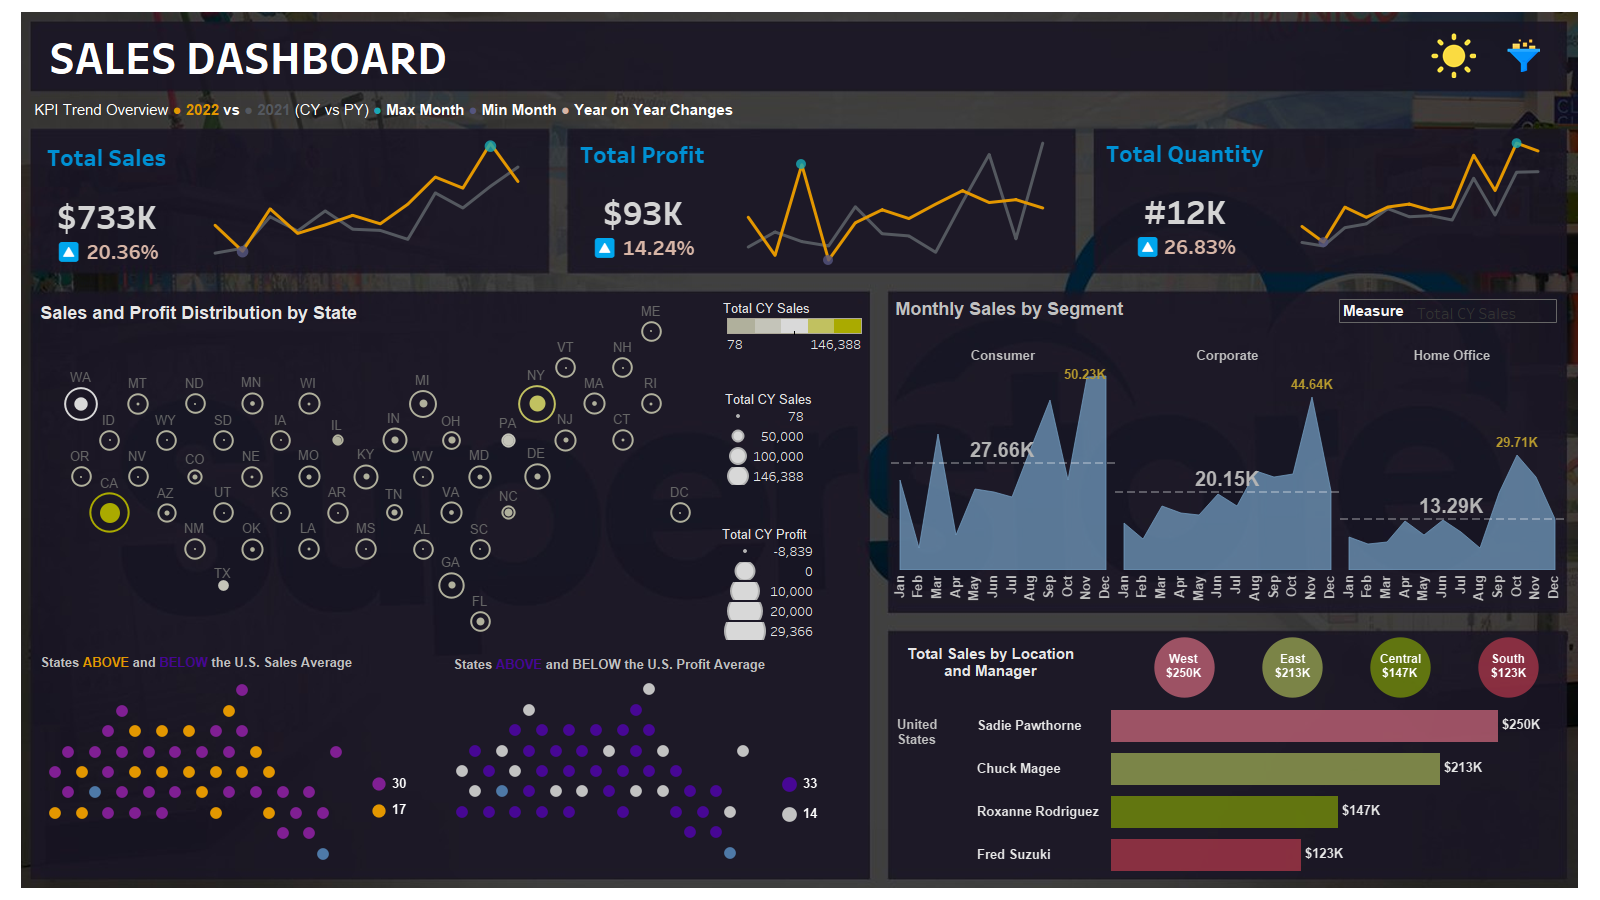 SALES DASHBOARD
KPI Trend Overview ● 2022 vs ● 2021 (CY vs PY) ● Max Month ● Min Month ● Year on Year Changes
Total Sales
$733K
20.36%
Total Profit
$93K
14.24%
Total Quantity
#12K
26.83%
Sales and Profit Distribution by State
ME
VT NH
WA MT ND MN WI MI NY MA RI
ID WY SD IA IL IN OH PA NJ CT
OR NV CO NE MO KY WV MD DE
CA AZ UT KS AR TN VA NC DC
NM OK LA MS AL SC
TX GA
FL
Total CY Sales
78 146,388
Total CY Sales
78
50,000
100,000
146,388
Total CY Profit
-8,839
0
10,000
20,000
29,366
States ABOVE and BELOW the U.S. Sales Average
30
17
States ABOVE and BELOW the U.S. Profit Average
33
14
Monthly Sales by Segment
Measure Total CY Sales
Consumer Corporate Home Office
50.23K
27.66K
44.64K
20.15K
29.71K
13.29K
Jan Feb Mar Apr May Jun Jul Aug Sep Oct Nov Dec
Jan Feb Mar Apr May Jun Jul Aug Sep Oct Nov Dec
Jan Feb Mar Apr May Jun Jul Aug Sep Oct Nov Dec
Total Sales by Location
and Manager
West
$250K
East
$213K
Central
$147K
South
$123K
United
States
Sadie Pawthorne $250K
Chuck Magee $213K
Roxanne Rodriguez $147K
Fred Suzuki $123K